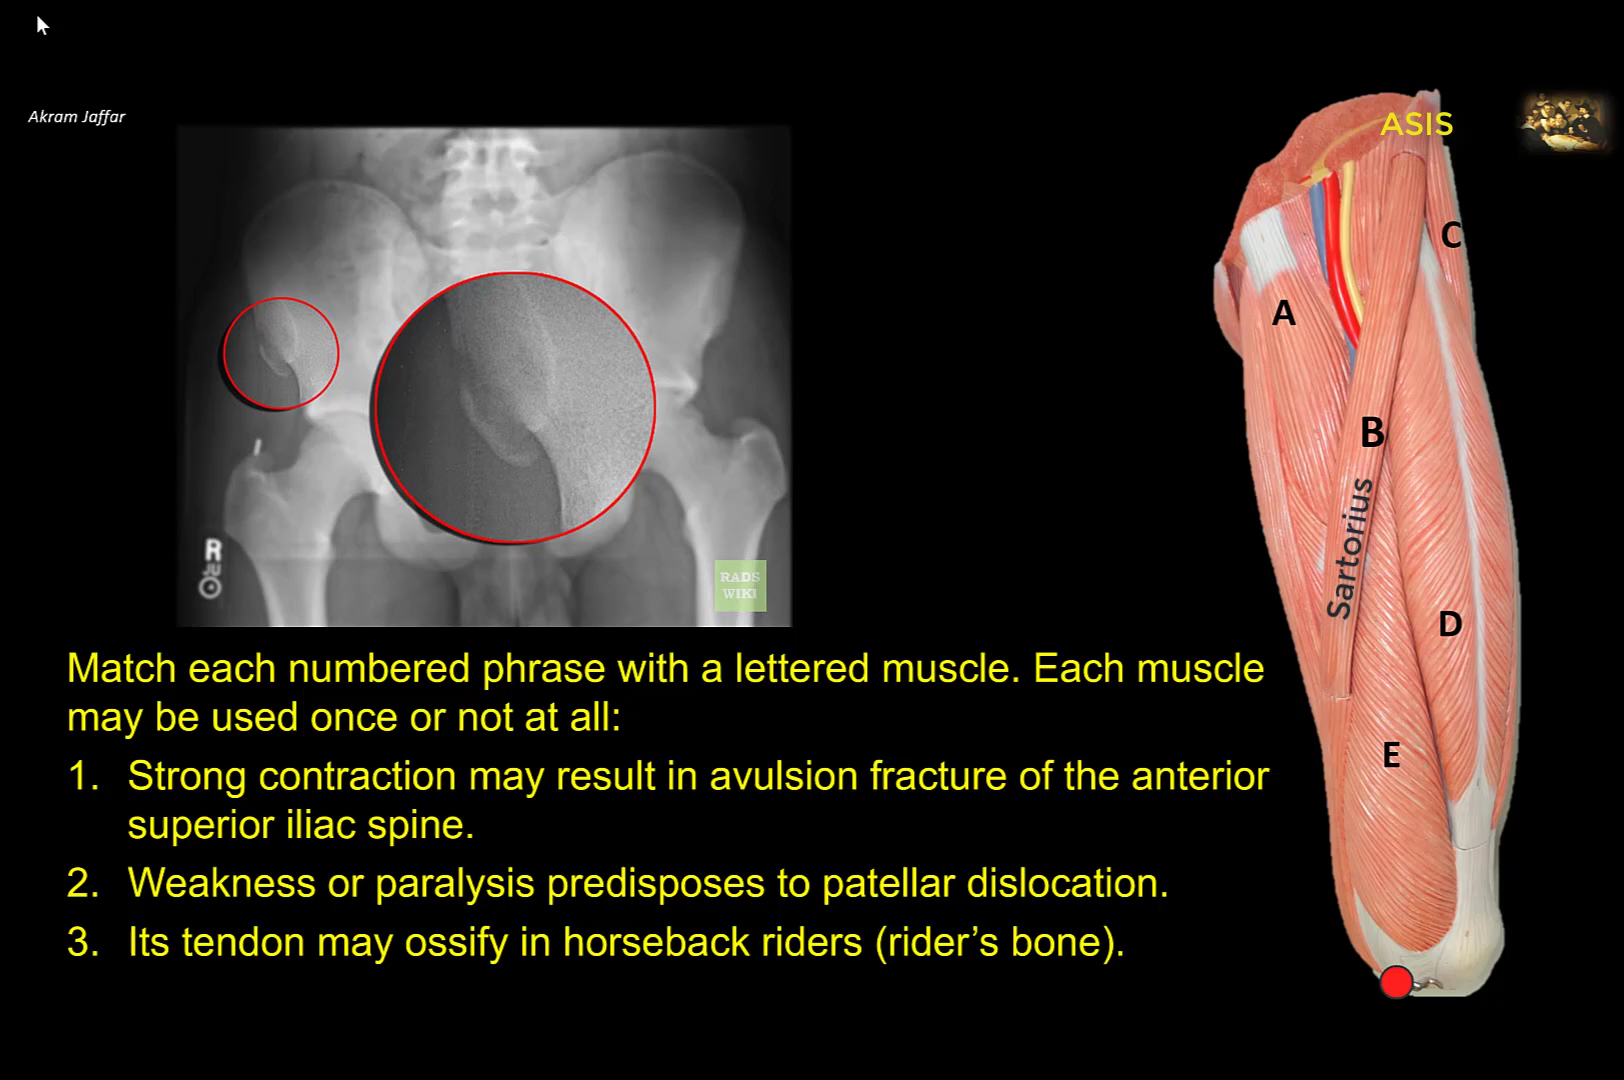 Akram Jaffar
ASIS
C
A
B
Sartorius
D
E
R
RADS
WIKI
Match each numbered phrase with a lettered muscle. Each muscle
may be used once or not at all:
1. Strong contraction may result in avulsion fracture of the anterior
superior iliac spine.
2. Weakness or paralysis predisposes to patellar dislocation.
3. Its tendon may ossify in horseback riders (rider’s bone).